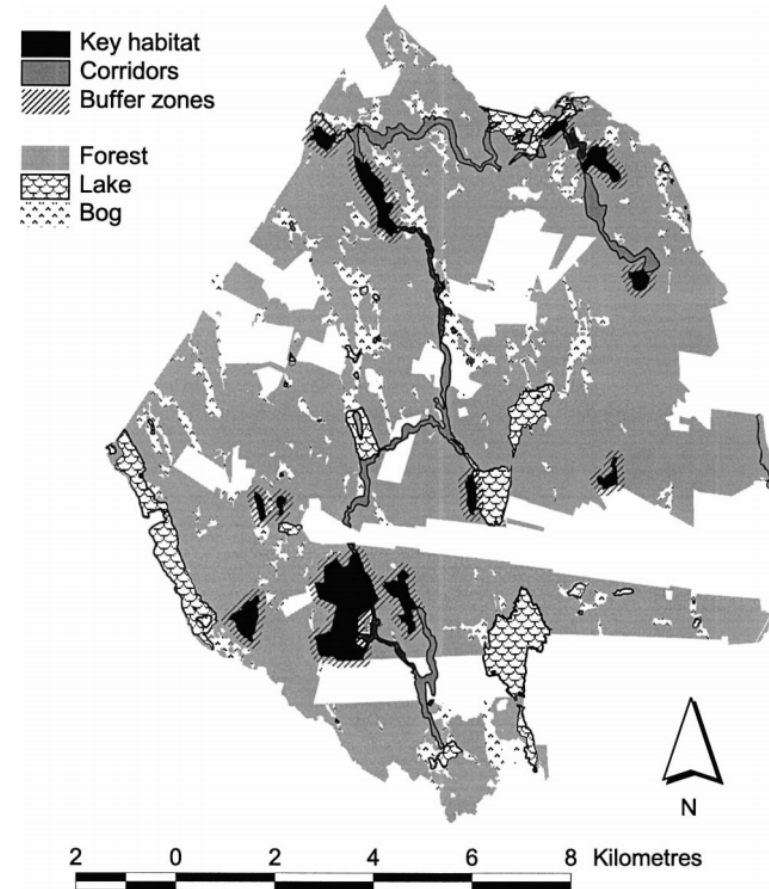 Key habitat
Corridors
Buffer zones
Forest
Lake
Bog
N
2 0 2 4 6 8 Kilometres